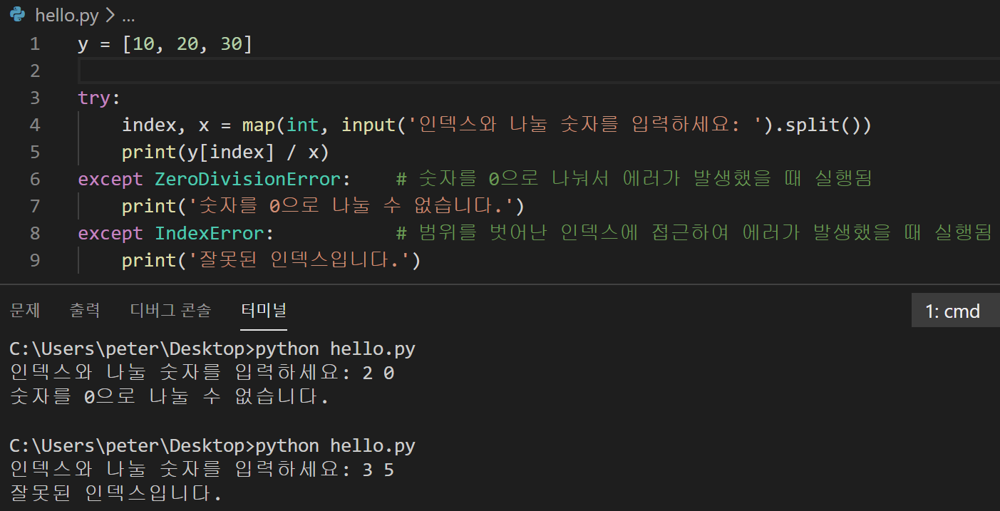 hello.py > ...
1 y = [10, 20, 30]
2
3 try:
4     index, x = map(int, input('인덱스와 나눌 숫자를 입력하세요: ').split())
5     print(y[index] / x)
6 except ZeroDivisionError:    # 숫자를 0으로 나눠서 에러가 발생했을 때 실행됨
7     print('숫자를 0으로 나눌 수 없습니다.')
8 except IndexError:           # 범위를 벗어난 인덱스에 접근하여 에러가 발생했을 때 실행됨
9     print('잘못된 인덱스입니다.')
문제 출력 디버그 콘솔 터미널 1: cmd
C:\Users\peter\Desktop>python hello.py
인덱스와 나눌 숫자를 입력하세요: 2 0
숫자를 0으로 나눌 수 없습니다.
C:\Users\peter\Desktop>python hello.py
인덱스와 나눌 숫자를 입력하세요: 3 5
잘못된 인덱스입니다.